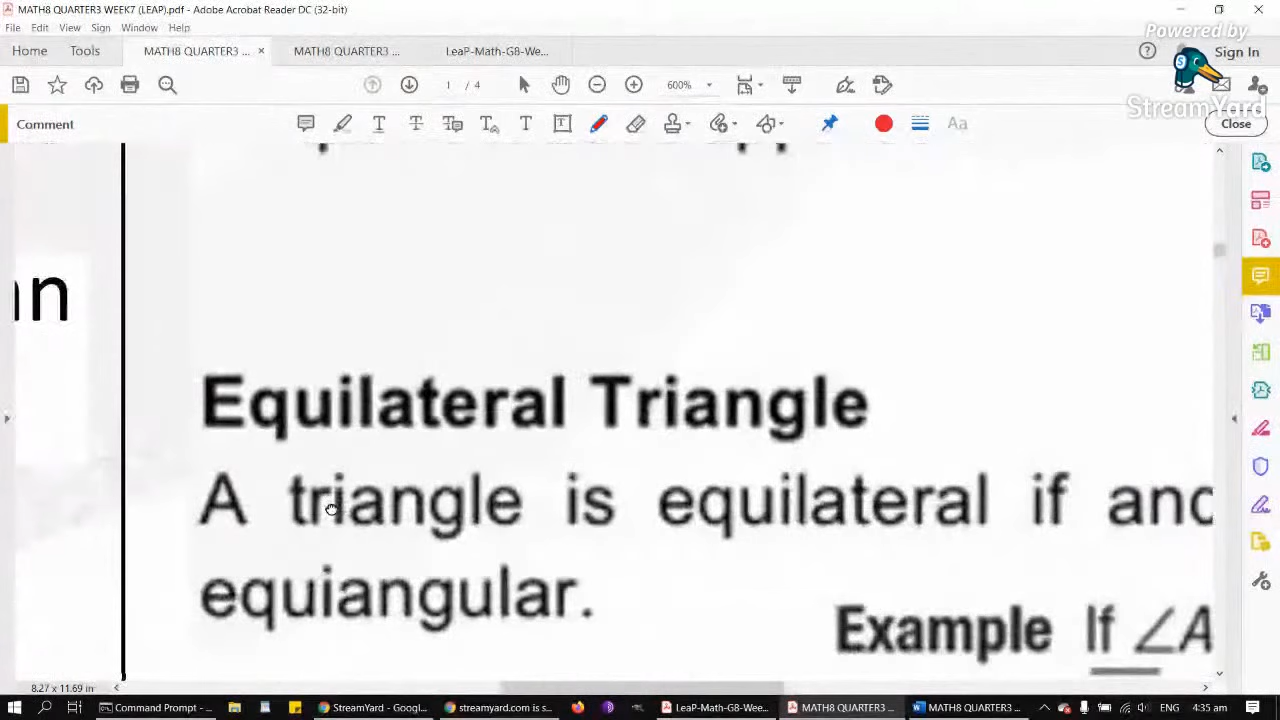 MATH8 QUARTER3 WEEK7 (LEAP).pdf - Adobe Acrobat Reader DC (32-bit)
File Edit View Sign Window Help
Powered by
StreamYard
Home Tools MATH8 QUARTER3 ... × MATH8 QUARTER3 ... LeaP-Math-G8-We... Sign In
1 / 4 600%
Comment Aa Close
Equilateral Triangle
A triangle is equilateral if and
equiangular.
Example If ∠A
8.27 x 11.69 in
Command Prompt - StreamYard - Googl... streamyard.com is s... LeaP-Math-G8-Wee... MATH8 QUARTER3 ... MATH8 QUARTER3 ... ENG 4:35 am